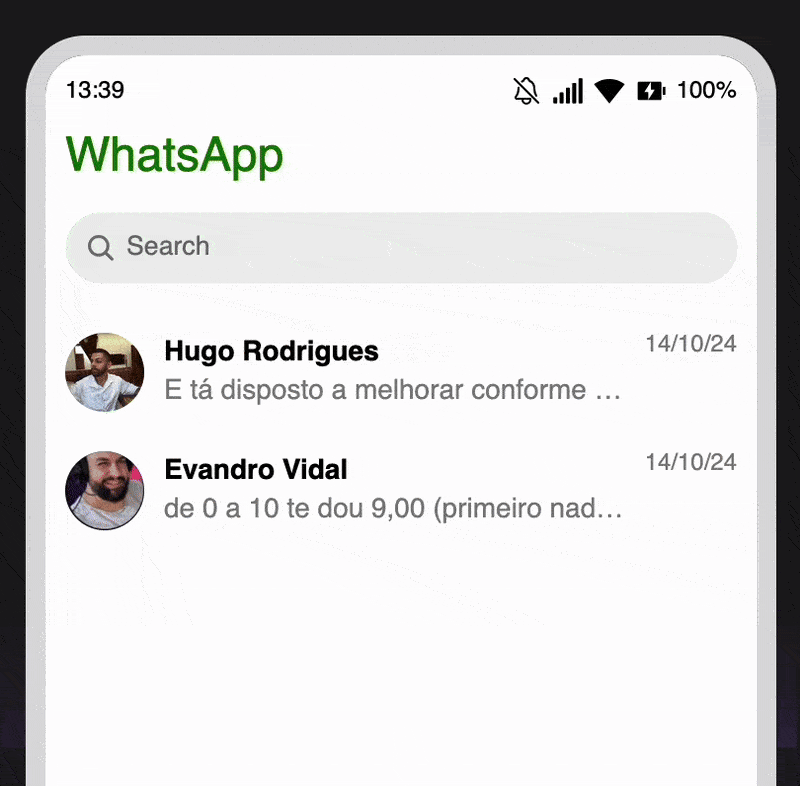 13:39 100%
WhatsApp
Search
Hugo Rodrigues 14/10/24
E tá disposto a melhorar conforme …
Evandro Vidal 14/10/24
de 0 a 10 te dou 9,00 (primeiro nad…